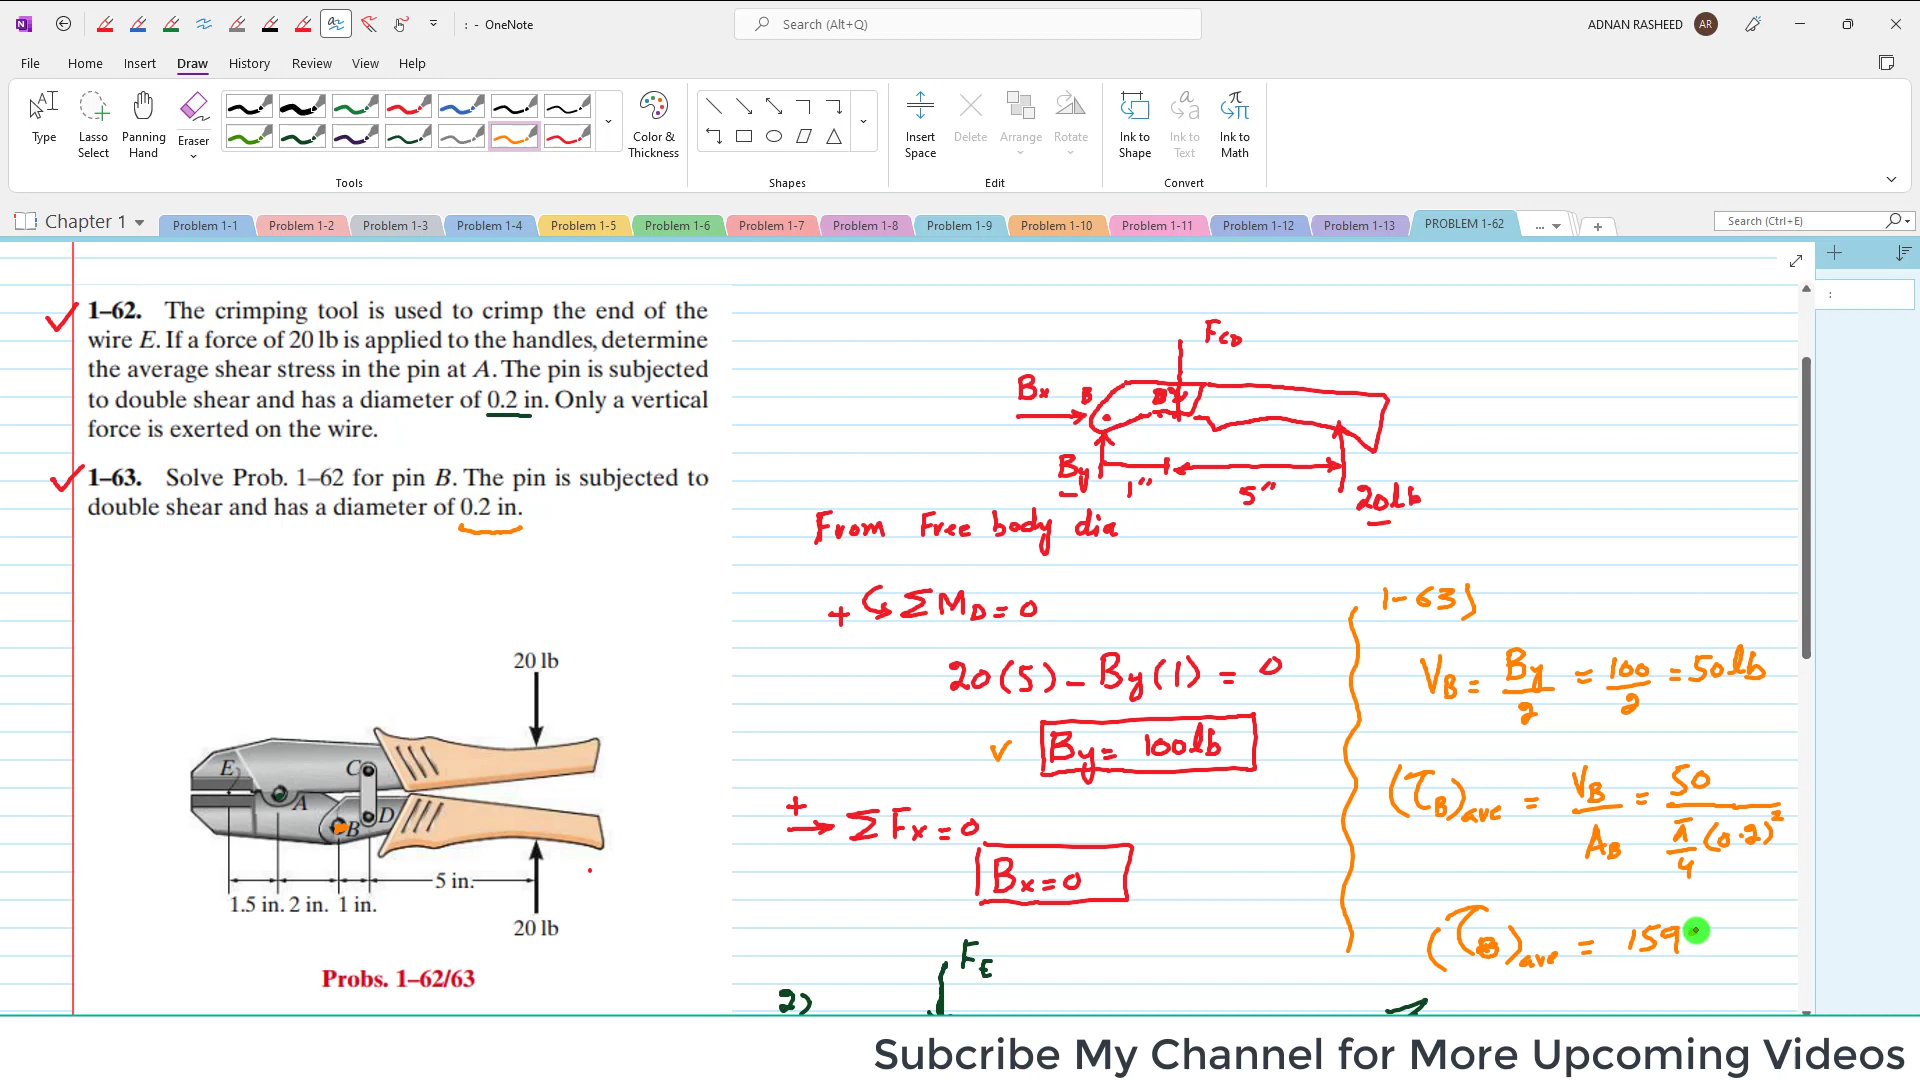 : - OneNote
Search (Alt+Q)
ADNAN RASHEED
AR
File Home Insert Draw History Review View Help
Type
Lasso Select
Panning Hand
Eraser
Color & Thickness
Insert Space
Delete
Arrange
Rotate
Ink to Shape
Ink to Text
Ink to Math
Tools
Shapes
Edit
Convert
Chapter 1
Problem 1-1
Problem 1-2
Problem 1-3
Problem 1-4
Problem 1-5
Problem 1-6
Problem 1-7
Problem 1-8
Problem 1-9
Problem 1-10
Problem 1-11
Problem 1-12
Problem 1-13
PROBLEM 1-62
...
Search (Ctrl+E)
1–62. The crimping tool is used to crimp the end of the
wire E. If a force of 20 lb is applied to the handles, determine
the average shear stress in the pin at A. The pin is subjected
to double shear and has a diameter of 0.2 in. Only a vertical
force is exerted on the wire.
1–63. Solve Prob. 1–62 for pin B. The pin is subjected to
double shear and has a diameter of 0.2 in.
20 lb
E
C
A
B
D
5 in.
1.5 in. 2 in. 1 in.
20 lb
Probs. 1–62/63
FCD
Bx
B
D
By
1"
5"
20lb
From Free body dia
+ ΣMD = 0
20(5) - By(1) = 0
By = 100lb
+ → ΣFx = 0
Bx = 0
2)
FE
1-63)
VB = By/2 = 100/2 = 50lb
(τB)ave = VB/AB = 50/(π/4 (0.2)²)
(τB)ave = 159
Subcribe My Channel for More Upcoming Videos